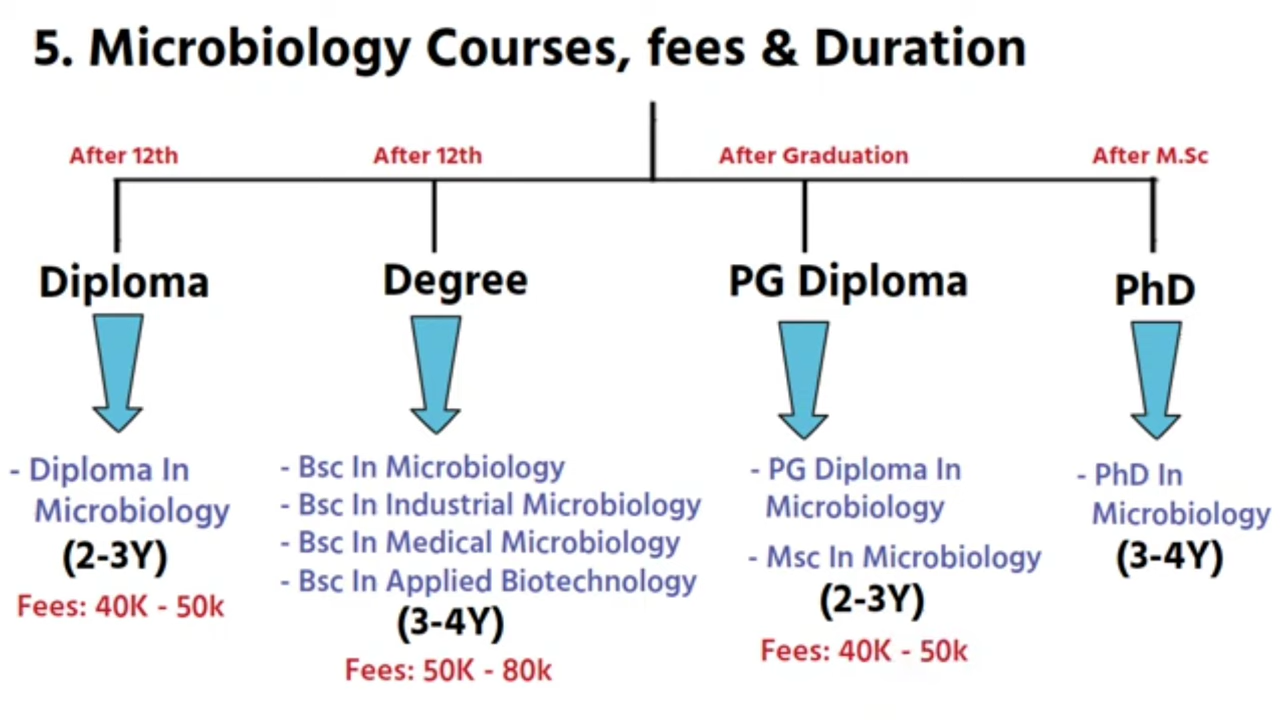 5. Microbiology Courses, fees & Duration
After 12th
After 12th
After Graduation
After M.Sc
Diploma
Degree
PG Diploma
PhD
- Diploma In
Microbiology
(2-3Y)
Fees: 40K - 50k
- Bsc In Microbiology
- Bsc In Industrial Microbiology
- Bsc In Medical Microbiology
- Bsc In Applied Biotechnology
(3-4Y)
Fees: 50K - 80k
- PG Diploma In
Microbiology
- Msc In Microbiology
(2-3Y)
Fees: 40K - 50k
- PhD In
Microbiology
(3-4Y)